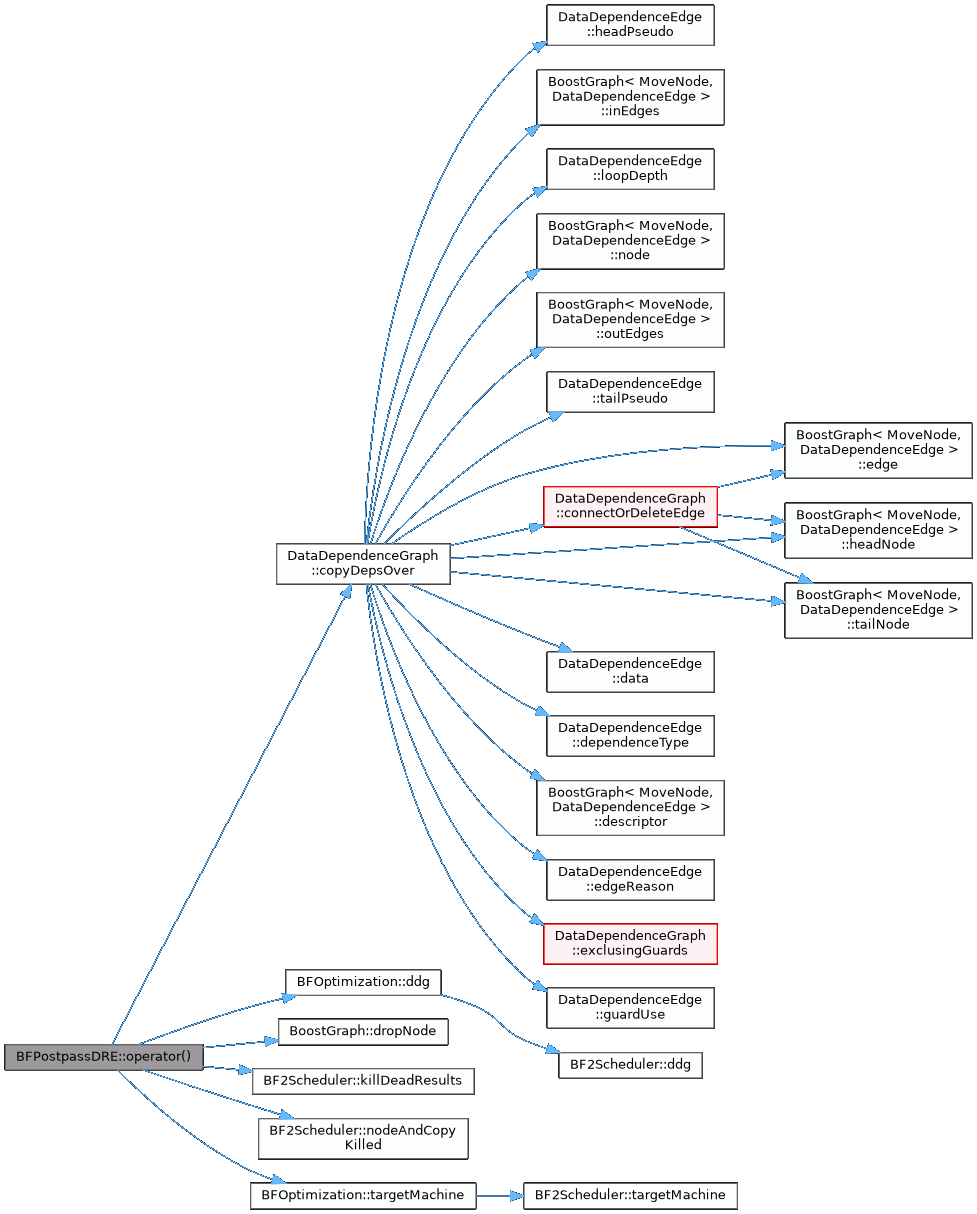 DataDependenceEdge
::headPseudo
BoostGraph< MoveNode,
DataDependenceEdge >
::inEdges
DataDependenceEdge
::loopDepth
BoostGraph< MoveNode,
DataDependenceEdge >
::node
BoostGraph< MoveNode,
DataDependenceEdge >
::outEdges
DataDependenceEdge
::tailPseudo
BoostGraph< MoveNode,
DataDependenceEdge >
::edge
DataDependenceGraph
::connectOrDeleteEdge
BoostGraph< MoveNode,
DataDependenceEdge >
::headNode
DataDependenceGraph
::copyDepsOver
BoostGraph< MoveNode,
DataDependenceEdge >
::tailNode
DataDependenceEdge
::data
DataDependenceEdge
::dependenceType
BoostGraph< MoveNode,
DataDependenceEdge >
::descriptor
DataDependenceEdge
::edgeReason
DataDependenceGraph
::exclusingGuards
BFOptimization::ddg
DataDependenceEdge
::guardUse
BoostGraph::dropNode
BFPostpassDRE::operator()
BF2Scheduler::ddg
BF2Scheduler::killDeadResults
BF2Scheduler::nodeAndCopy
Killed
BFOptimization::targetMachine
BF2Scheduler::targetMachine